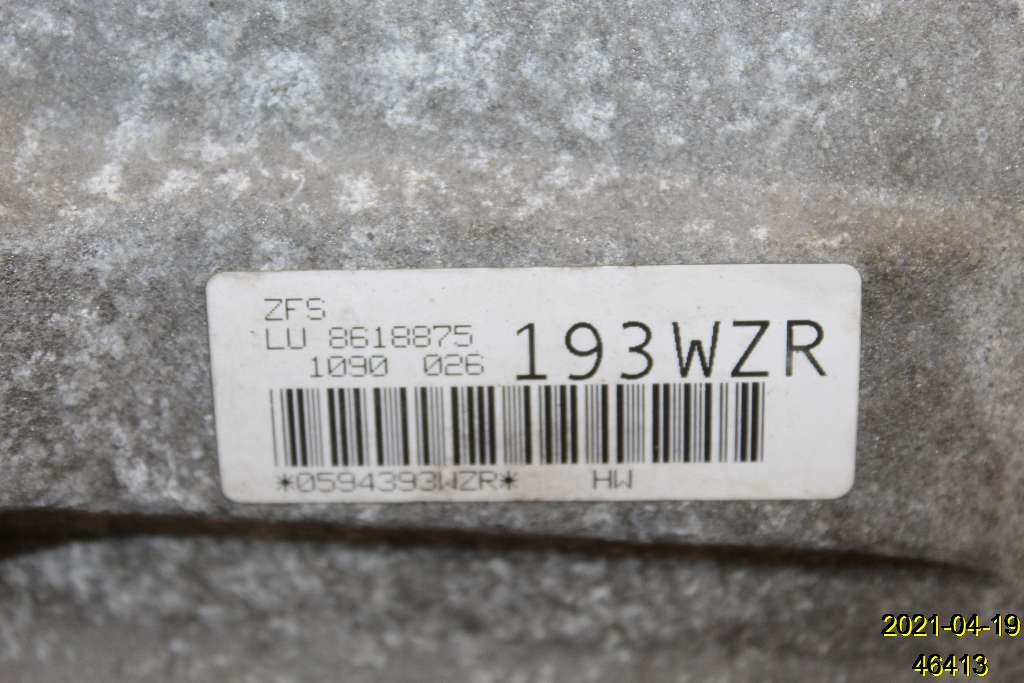 ZFS
LU 8618875
1090 026
193WZR
*0594393WZR* HW
2021-04-19
46413